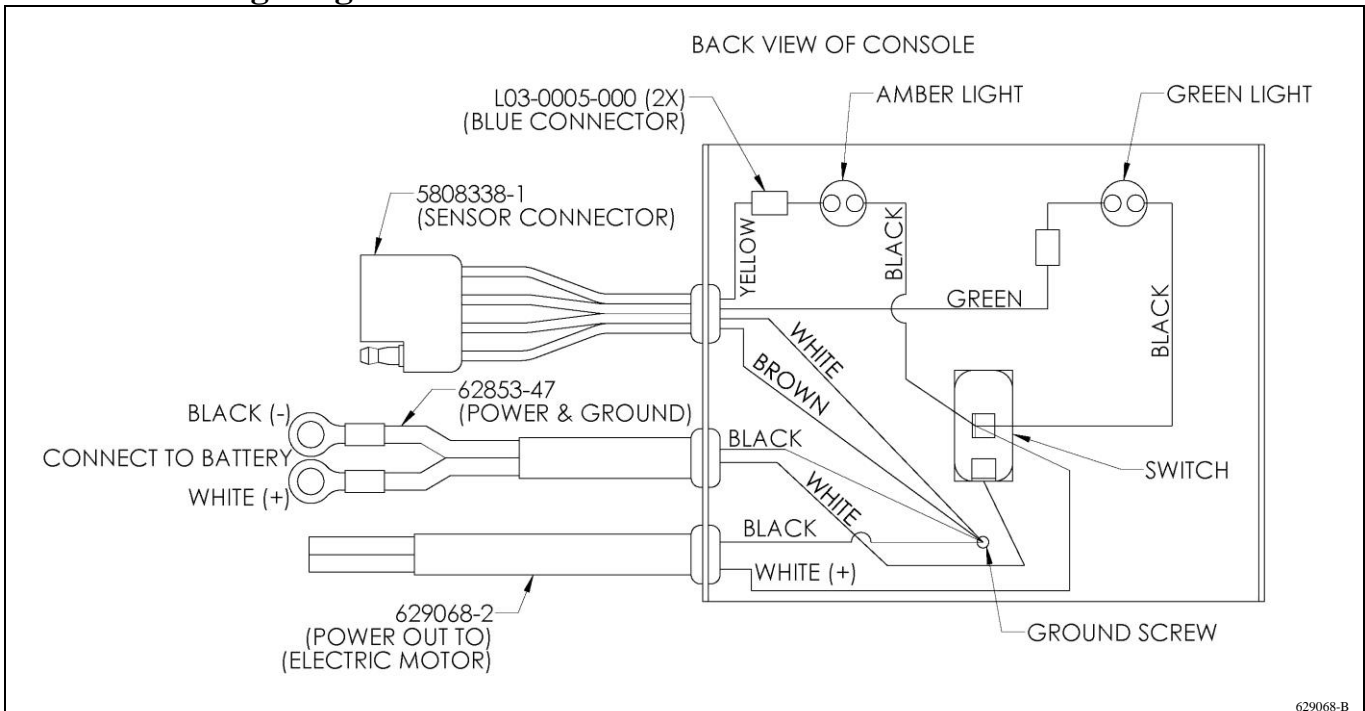 BACK VIEW OF CONSOLE
L03-0005-000 (2X)
(BLUE CONNECTOR)
AMBER LIGHT
GREEN LIGHT
5808338-1
(SENSOR CONNECTOR)
YELLOW
BLACK
GREEN
BLACK
WHITE
BROWN
62853-47
(POWER & GROUND)
BLACK (-)
CONNECT TO BATTERY
WHITE (+)
BLACK
WHITE
SWITCH
BLACK
WHITE (+)
629068-2
(POWER OUT TO)
(ELECTRIC MOTOR)
GROUND SCREW
629068-B